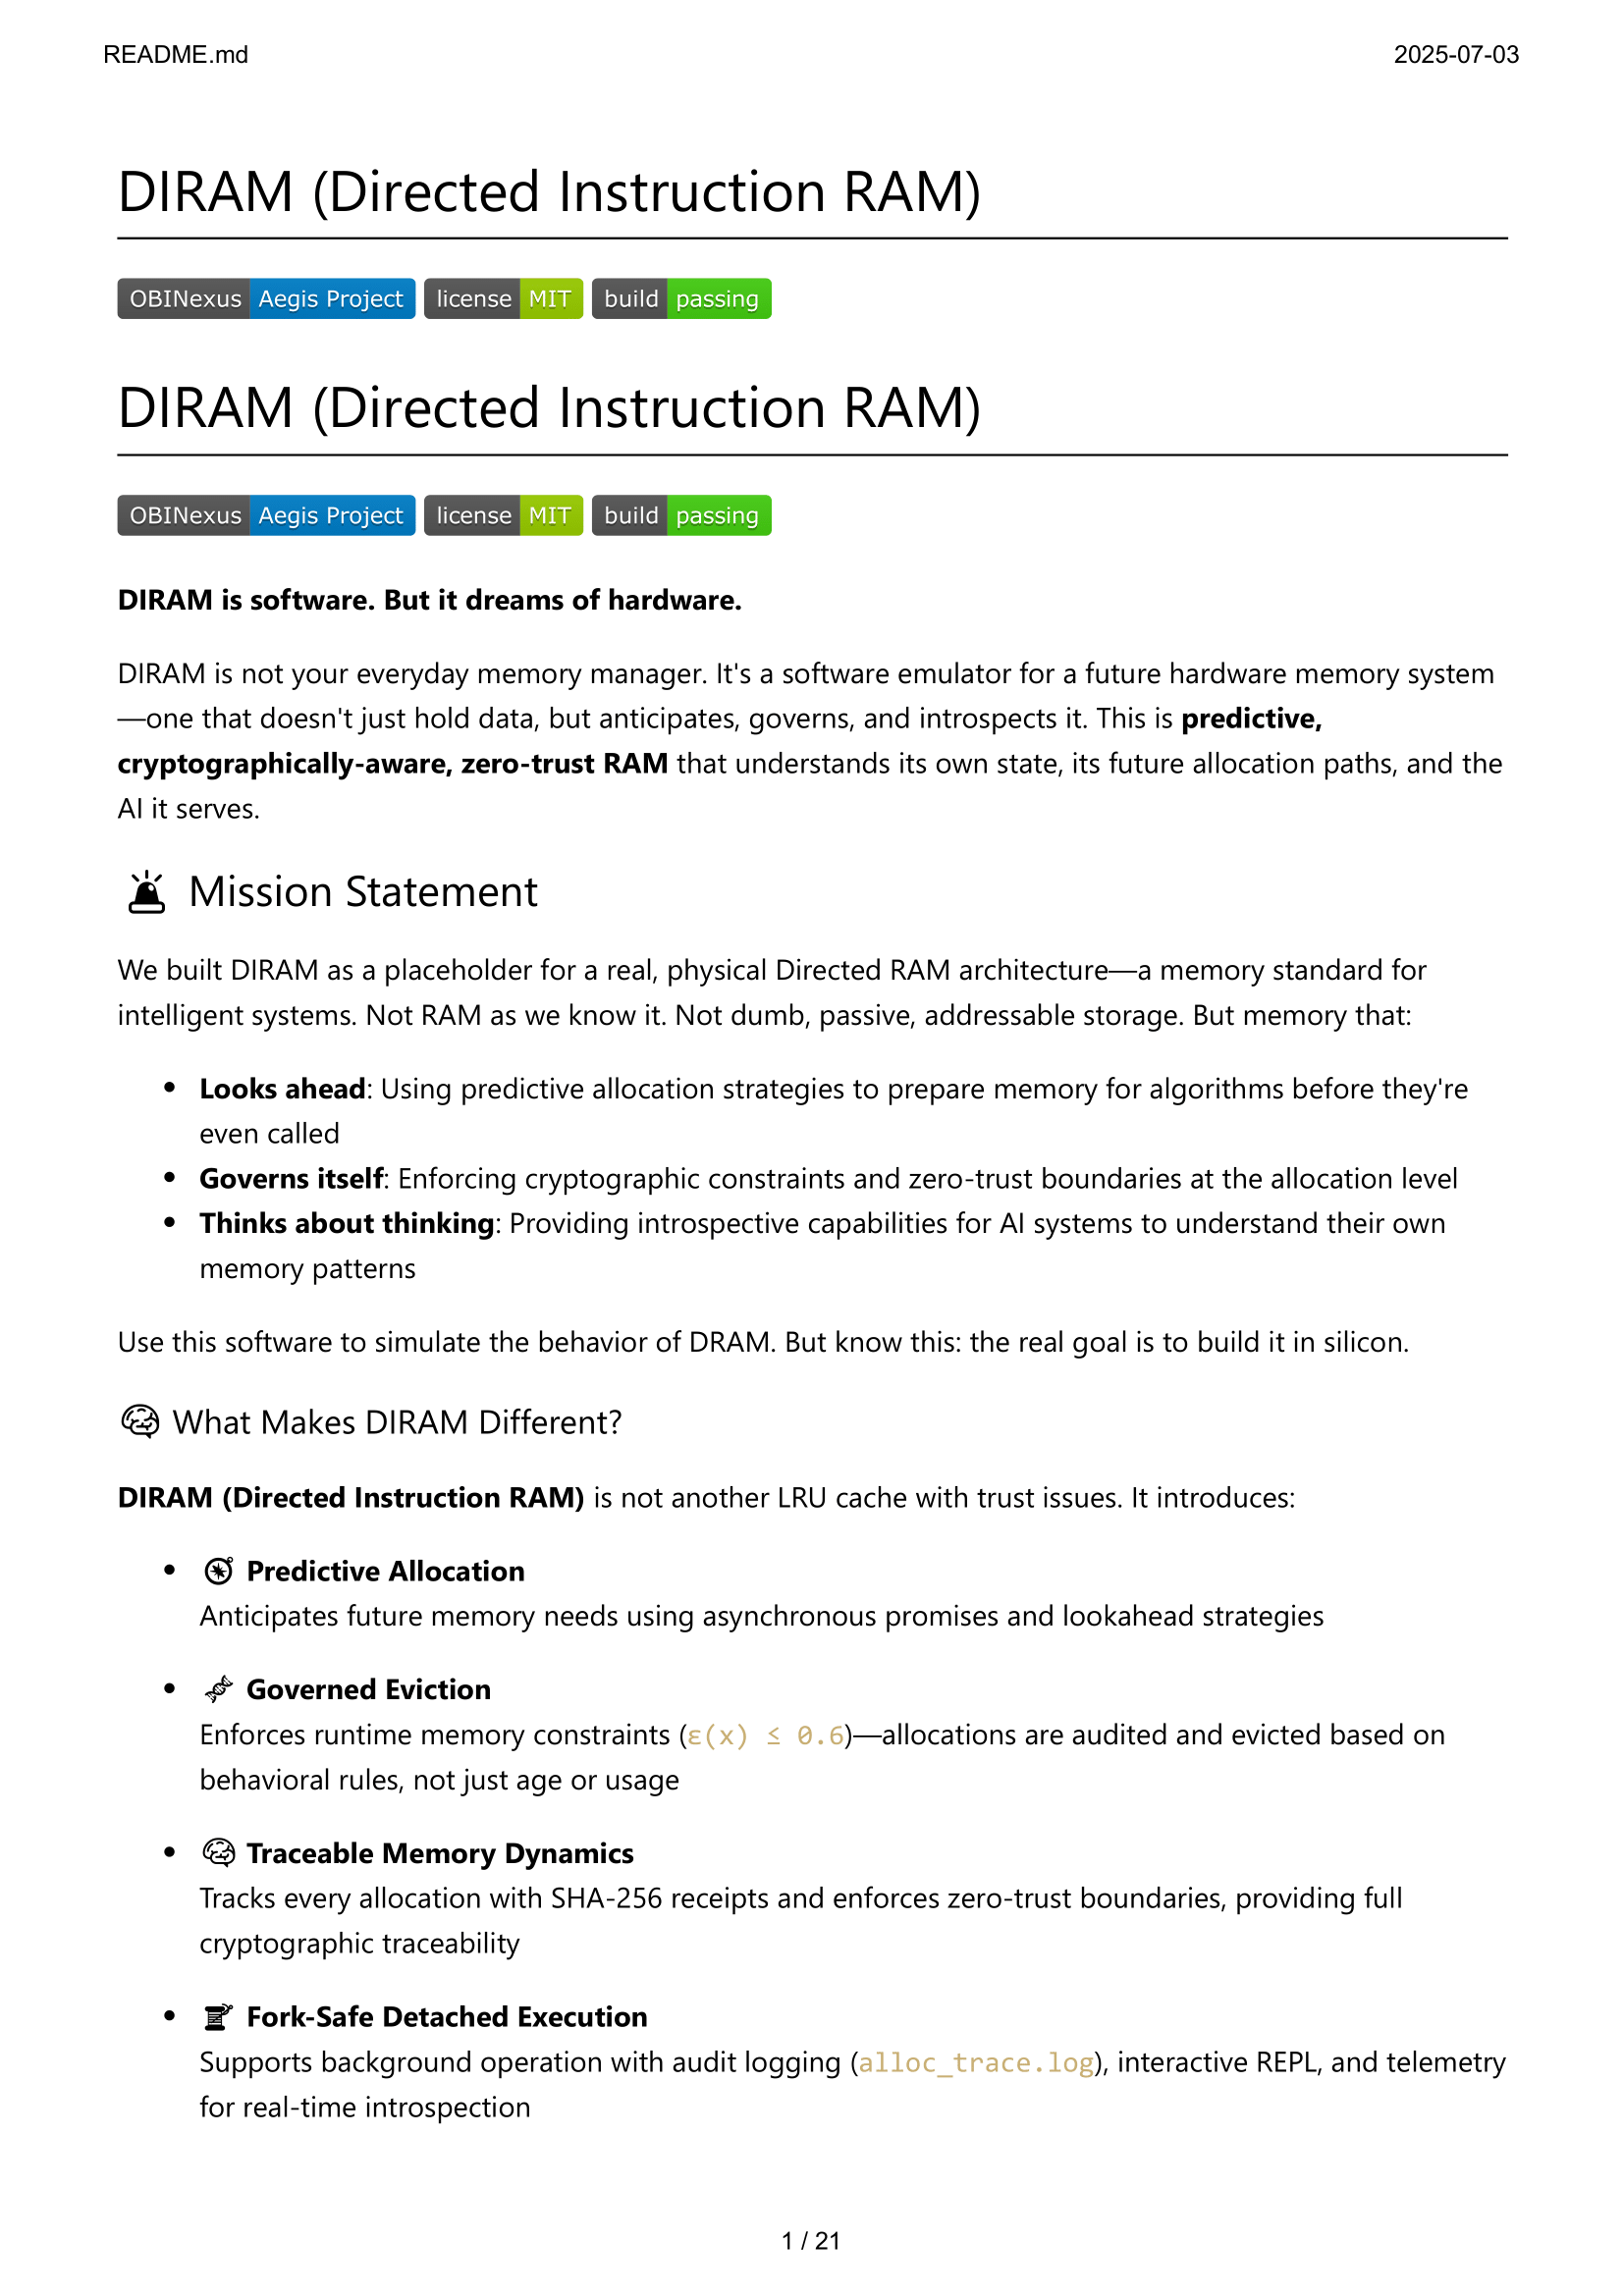 README.md 2025-07-03
DIRAM (Directed Instruction RAM)
OBINexus Aegis Project license MIT build passing
DIRAM (Directed Instruction RAM)
OBINexus Aegis Project license MIT build passing
DIRAM is software. But it dreams of hardware.
DIRAM is not your everyday memory manager. It's a software emulator for a future hardware memory system
—one that doesn't just hold data, but anticipates, governs, and introspects it. This is predictive,
cryptographically-aware, zero-trust RAM that understands its own state, its future allocation paths, and the
AI it serves.
Mission Statement
We built DIRAM as a placeholder for a real, physical Directed RAM architecture—a memory standard for
intelligent systems. Not RAM as we know it. Not dumb, passive, addressable storage. But memory that:
• Looks ahead: Using predictive allocation strategies to prepare memory for algorithms before they're
even called
• Governs itself: Enforcing cryptographic constraints and zero-trust boundaries at the allocation level
• Thinks about thinking: Providing introspective capabilities for AI systems to understand their own
memory patterns
Use this software to simulate the behavior of DRAM. But know this: the real goal is to build it in silicon.
What Makes DIRAM Different?
DIRAM (Directed Instruction RAM) is not another LRU cache with trust issues. It introduces:
• Predictive Allocation
Anticipates future memory needs using asynchronous promises and lookahead strategies
• Governed Eviction
Enforces runtime memory constraints (ε(x) ≤ 0.6)—allocations are audited and evicted based on
behavioral rules, not just age or usage
• Traceable Memory Dynamics
Tracks every allocation with SHA-256 receipts and enforces zero-trust boundaries, providing full
cryptographic traceability
• Fork-Safe Detached Execution
Supports background operation with audit logging (alloc_trace.log), interactive REPL, and telemetry
for real-time introspection
1 / 21